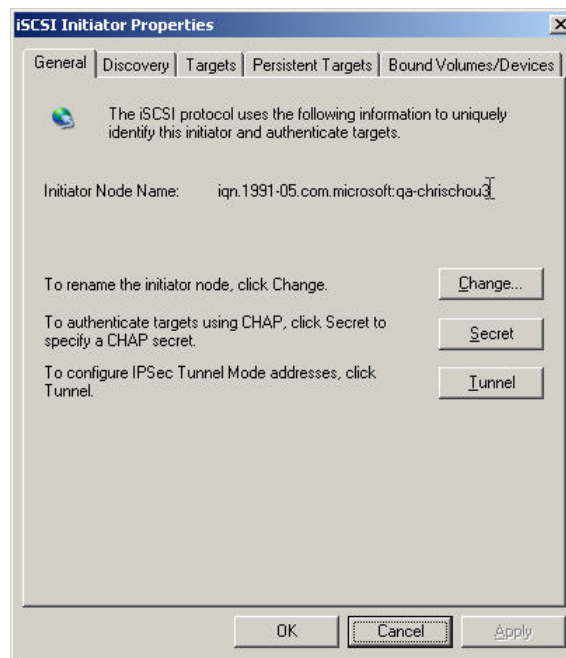 iSCSI Initiator Properties
General Discovery Targets Persistent Targets Bound Volumes/Devices
The iSCSI protocol uses the following information to uniquely
identify this initiator and authenticate targets.
Initiator Node Name: iqn.1991-05.com.microsoft:qa-chrischou3
To rename the initiator node, click Change.
Change...
To authenticate targets using CHAP, click Secret to
specify a CHAP secret.
Secret
To configure IPSec Tunnel Mode addresses, click
Tunnel.
Tunnel
OK Cancel Apply